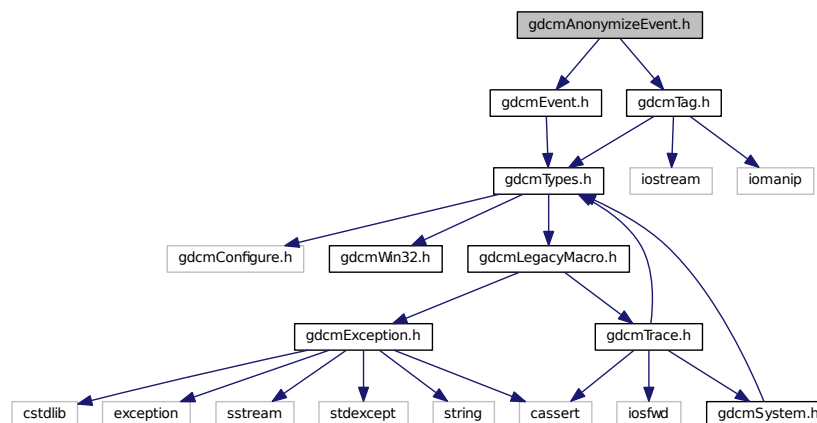 gdcmAnonymizeEvent.h
gdcmEvent.h
gdcmTag.h
gdcmTypes.h
iostream
iomanip
gdcmConfigure.h
gdcmWin32.h
gdcmLegacyMacro.h
gdcmException.h
gdcmTrace.h
cstdlib
exception
sstream
stdexcept
string
cassert
iosfwd
gdcmSystem.h